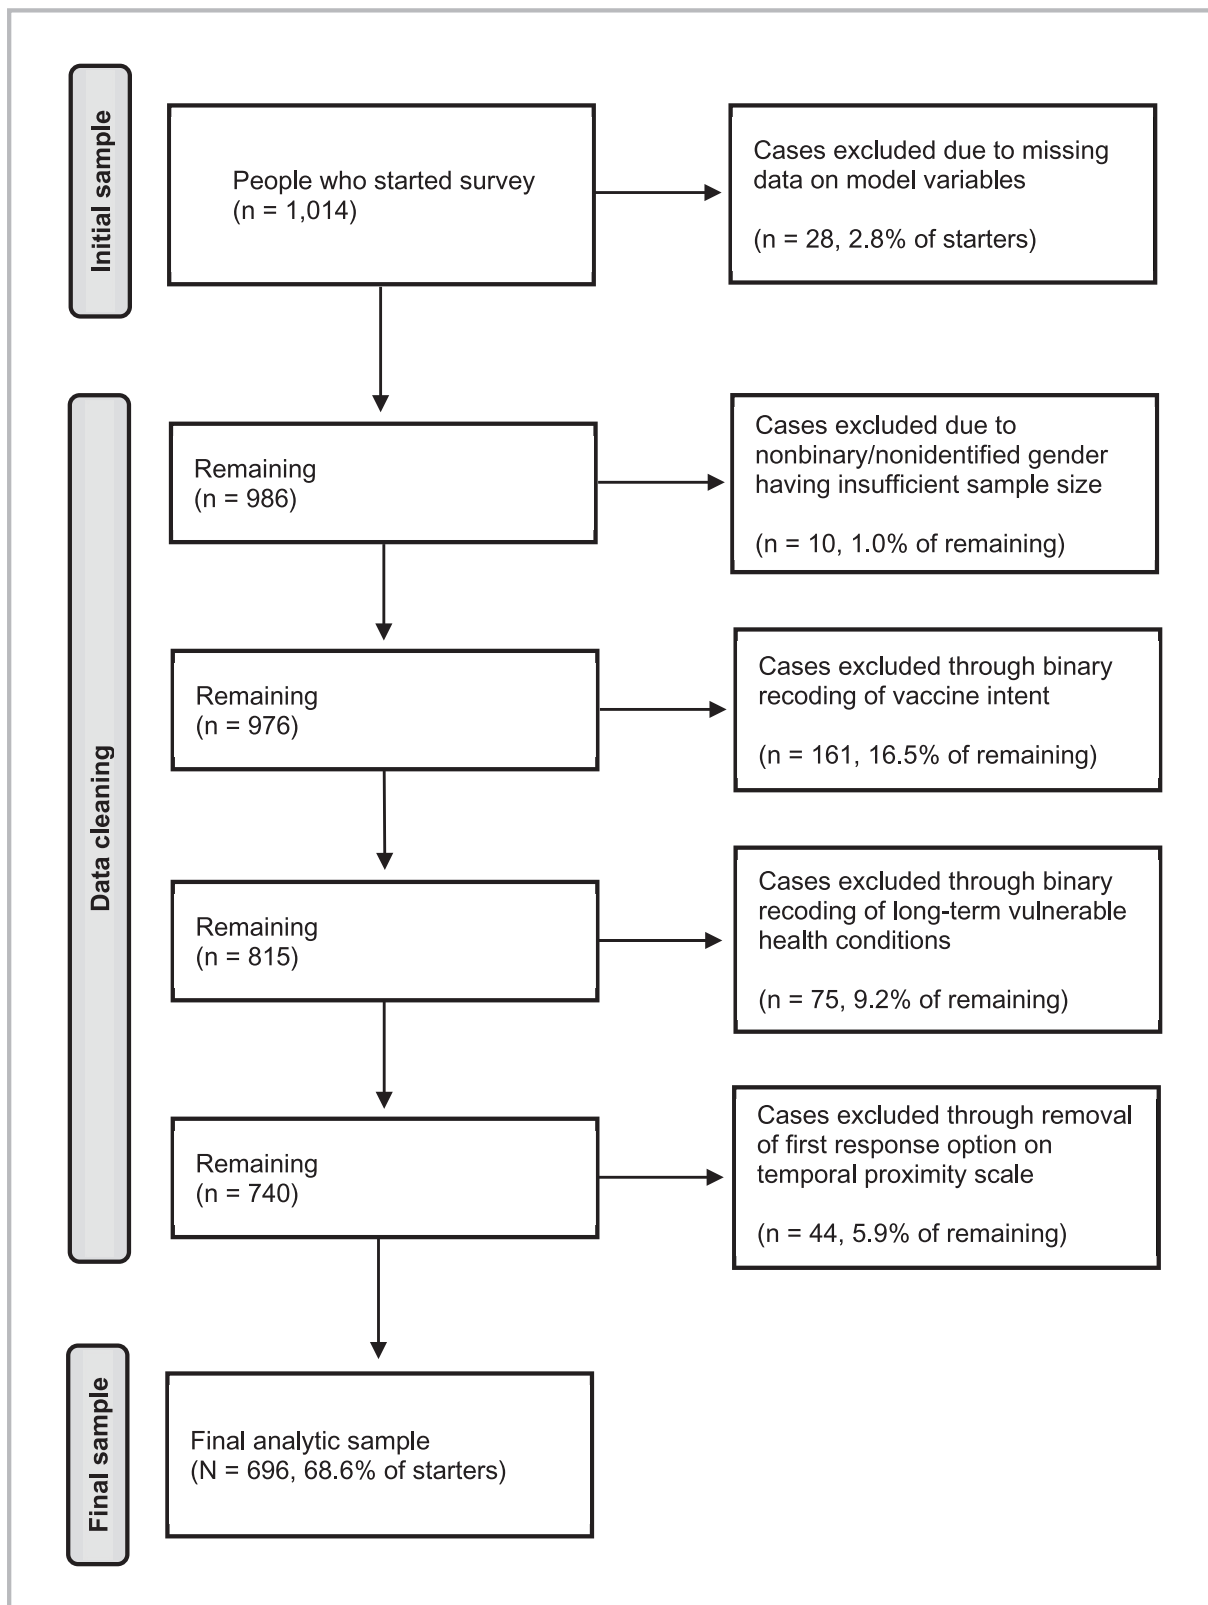 Initial sample
People who started survey
(n = 1,014)
Cases excluded due to missing
data on model variables
(n = 28, 2.8% of starters)
Data cleaning
Remaining
(n = 986)
Cases excluded due to
nonbinary/nonidentified gender
having insufficient sample size
(n = 10, 1.0% of remaining)
Remaining
(n = 976)
Cases excluded through binary
recoding of vaccine intent
(n = 161, 16.5% of remaining)
Remaining
(n = 815)
Cases excluded through binary
recoding of long-term vulnerable
health conditions
(n = 75, 9.2% of remaining)
Remaining
(n = 740)
Cases excluded through removal
of first response option on
temporal proximity scale
(n = 44, 5.9% of remaining)
Final sample
Final analytic sample
(N = 696, 68.6% of starters)